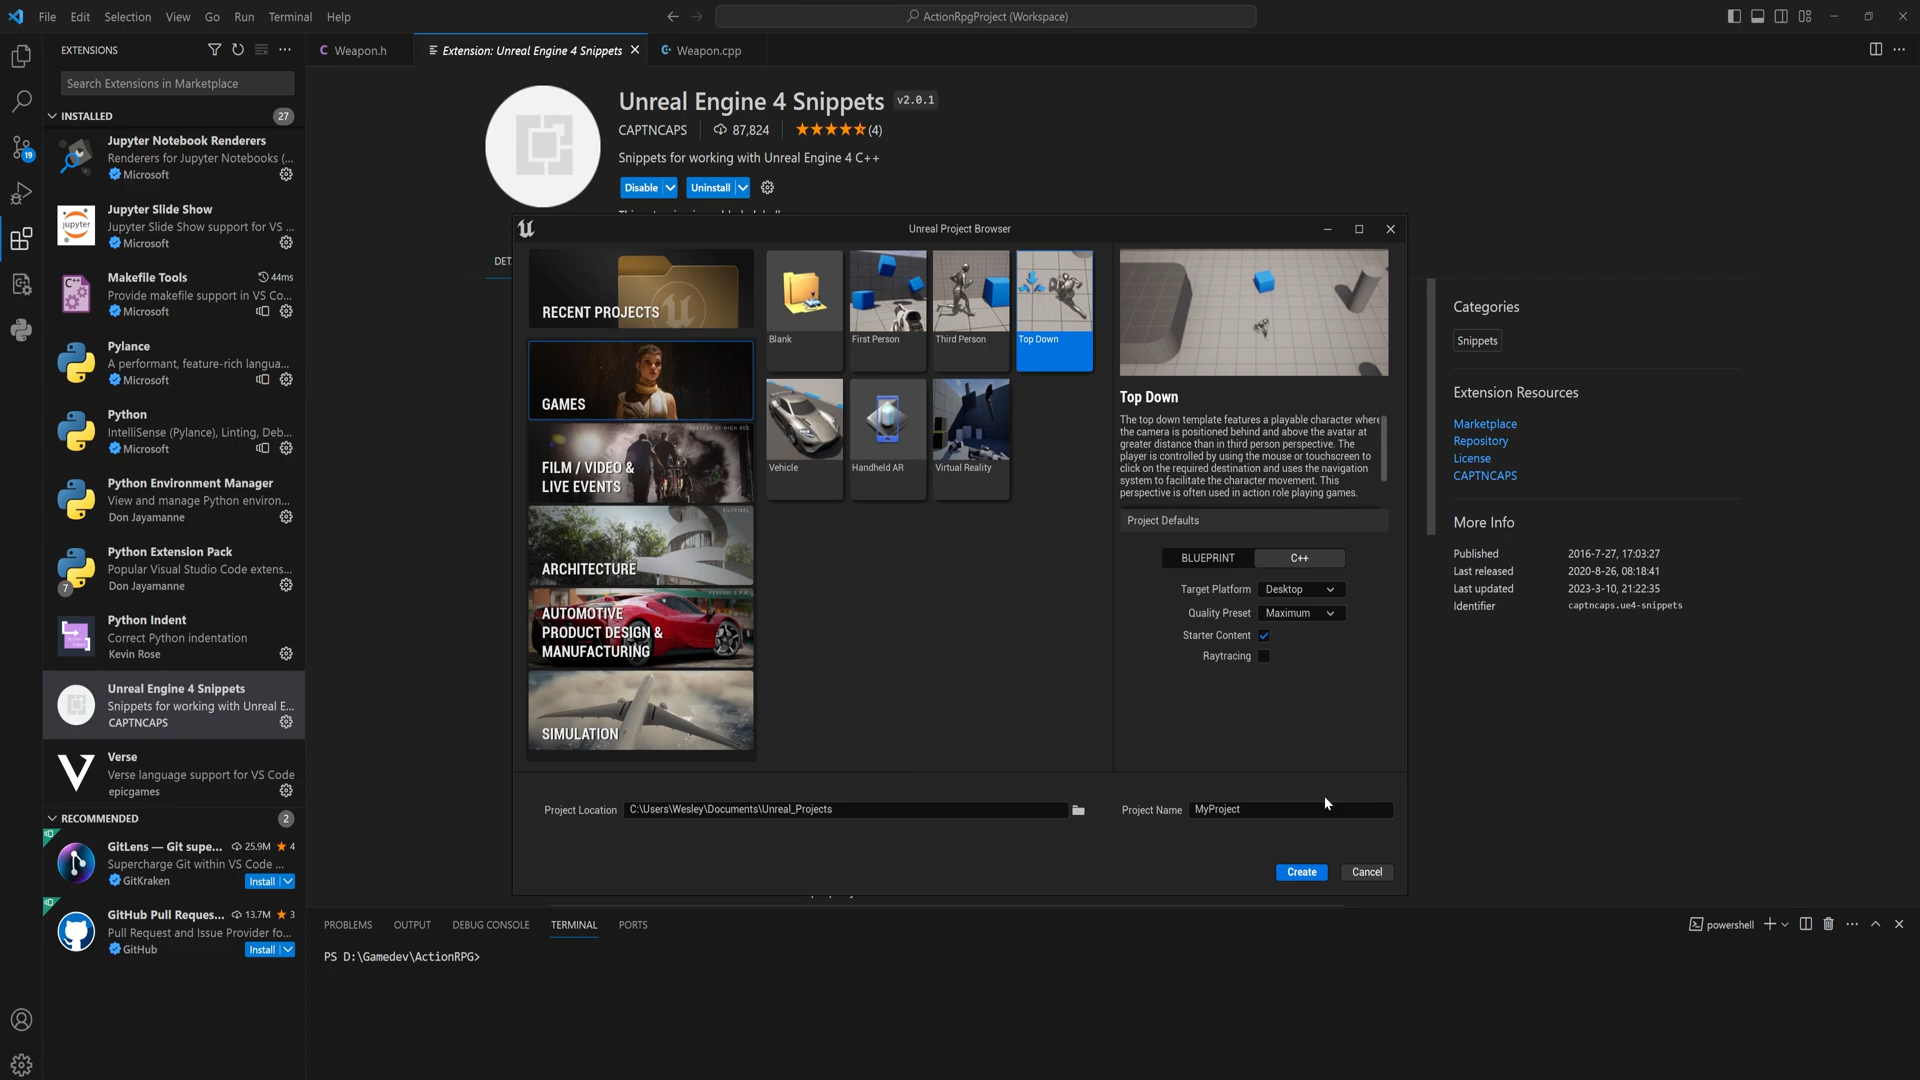 File Edit Selection View Go Run Terminal Help
ActionRpgProject (Workspace)
EXTENSIONS
Search Extensions in Marketplace
INSTALLED 27
Jupyter Notebook Renderers
Renderers for Jupyter Notebooks (...
Microsoft
Jupyter Slide Show
Jupyter Slide Show support for VS ...
Microsoft
Makefile Tools 44ms
Provide makefile support in VS Co...
Microsoft
Pylance
A performant, feature-rich langua...
Microsoft
Python
IntelliSense (Pylance), Linting, Deb...
Microsoft
Python Environment Manager
View and manage Python environ...
Don Jayamanne
Python Extension Pack
Popular Visual Studio Code extens...
Don Jayamanne
7
Python Indent
Correct Python indentation
Kevin Rose
Unreal Engine 4 Snippets
Snippets for working with Unreal E...
CAPTNCAPS
Verse
Verse language support for VS Code
epicgames
RECOMMENDED 2
GitLens — Git supe... 25.9M 4
Supercharge Git within VS Code ...
GitKraken Install
GitHub Pull Reques... 13.7M 3
Pull Request and Issue Provider fo...
GitHub Install
19
Weapon.h
Extension: Unreal Engine 4 Snippets
Weapon.cpp
Unreal Engine 4 Snippets v2.0.1
CAPTNCAPS 87,824 (4)
Snippets for working with Unreal Engine 4 C++
Disable Uninstall
DET
Unreal Project Browser
RECENT PROJECTS
GAMES
FILM / VIDEO &
LIVE EVENTS
ARCHITECTURE
AUTOMOTIVE
PRODUCT DESIGN &
MANUFACTURING
SIMULATION
Blank
First Person
Third Person
Top Down
Vehicle
Handheld AR
Virtual Reality
Top Down
The top down template features a playable character where
the camera is positioned behind and above the avatar at
greater distance than in third person perspective. The
player is controlled by using the mouse or touchscreen to
click on the required destination and uses the navigation
system to facilitate the character movement. This
perspective is often used in action role playing games.
Project Defaults
BLUEPRINT C++
Target Platform Desktop
Quality Preset Maximum
Starter Content
Raytracing
Project Location C:\Users\Wesley\Documents\Unreal_Projects
Project Name MyProject
Create Cancel
Categories
Snippets
Extension Resources
Marketplace
Repository
License
CAPTNCAPS
More Info
Published 2016-7-27, 17:03:27
Last released 2020-8-26, 08:18:41
Last updated 2023-3-10, 21:22:35
Identifier captncaps.ue4-snippets
PROBLEMS OUTPUT DEBUG CONSOLE TERMINAL PORTS
powershell
PS D:\Gamedev\ActionRPG>